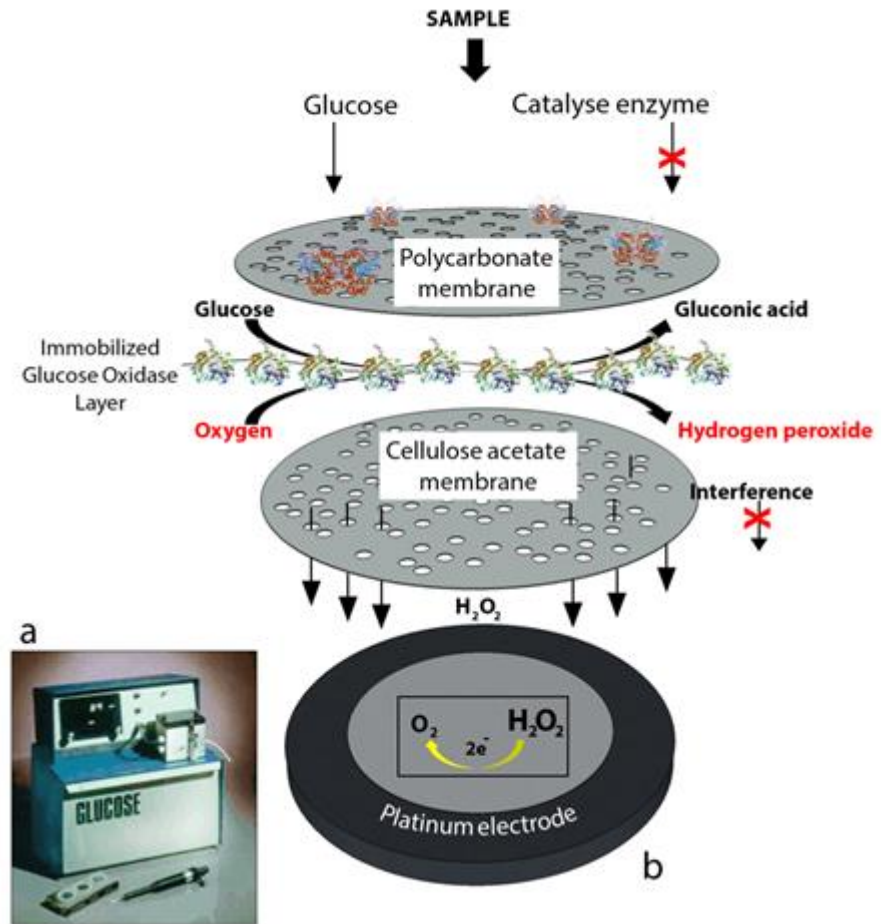 SAMPLE
Glucose
Catalyse enzyme
Polycarbonate
membrane
Glucose
Gluconic acid
Immobilized
Glucose Oxidase
Layer
Oxygen
Hydrogen peroxide
Cellulose acetate
membrane
Interference
H₂O₂
a
GLUCOSE
O₂
2e⁻
H₂O₂
Platinum electrode
b